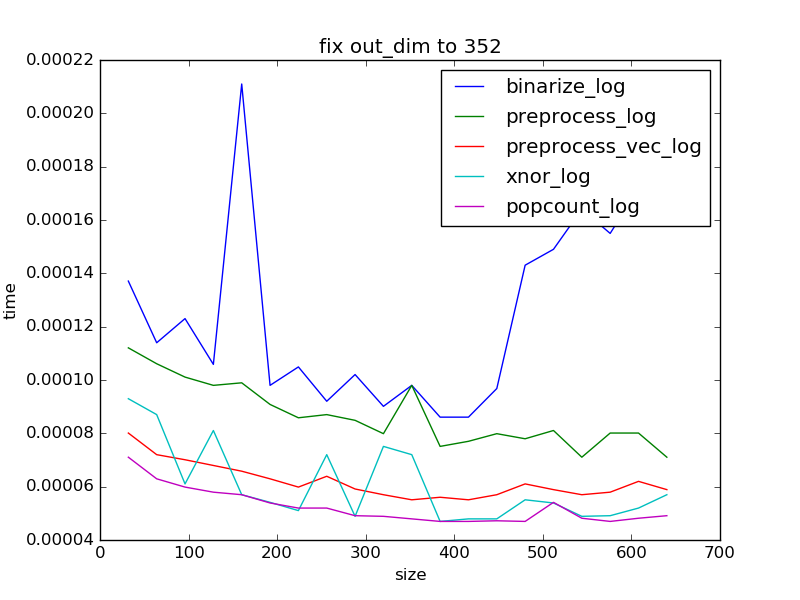 fix out_dim to 352
0.00022
0.00020
0.00018
0.00016
0.00014
0.00012
0.00010
0.00008
0.00006
0.00004
time
binarize_log
preprocess_log
preprocess_vec_log
xnor_log
popcount_log
0 100 200 300 400 500 600 700
size